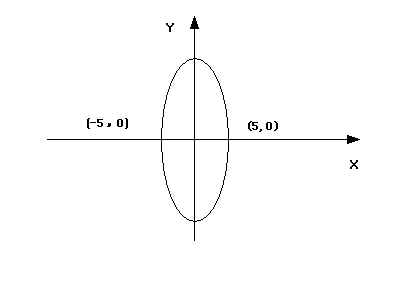 Y
(-5, 0)
(5,0)
X